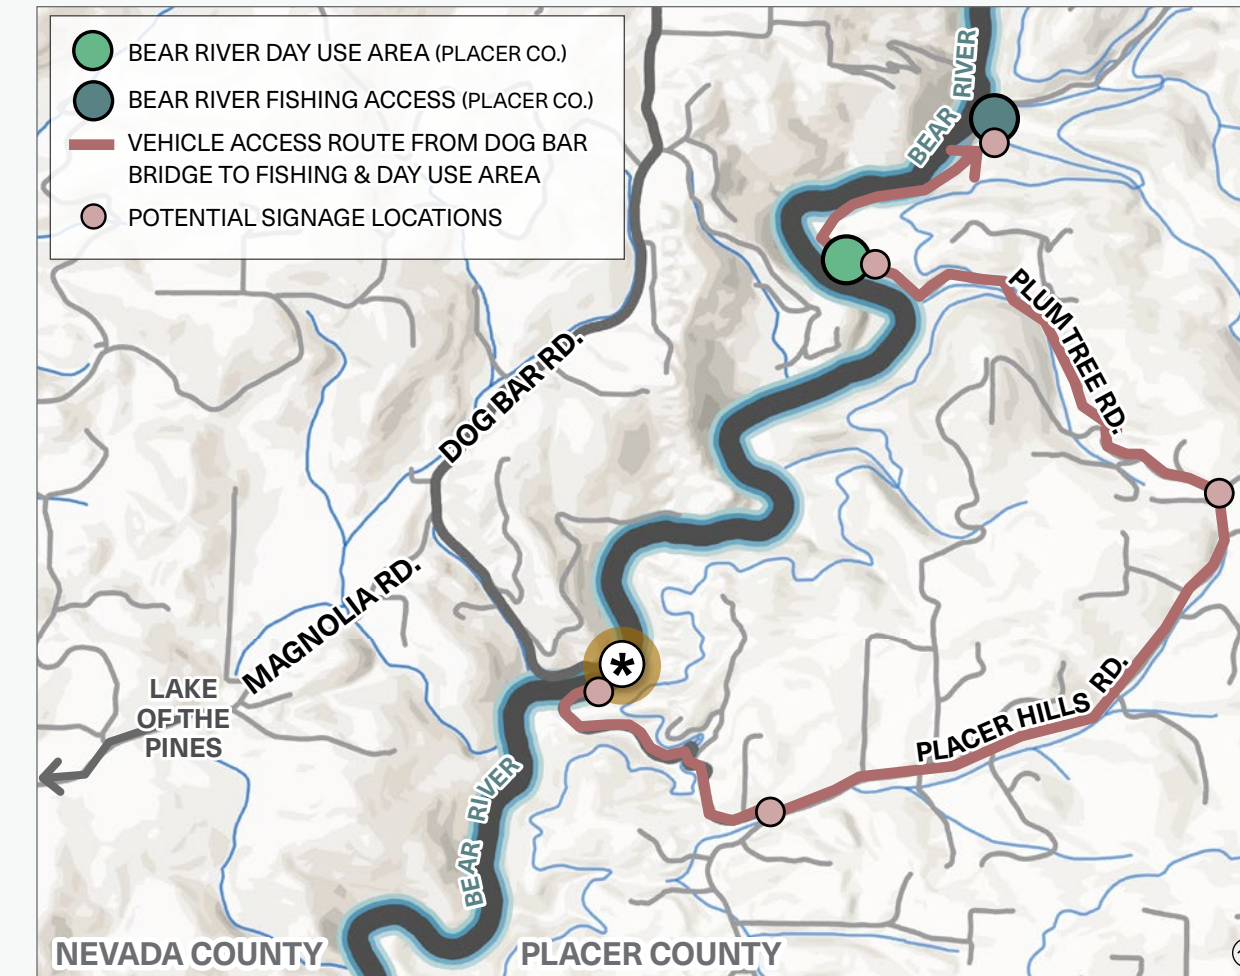 BEAR RIVER DAY USE AREA (PLACER CO.)
BEAR RIVER FISHING ACCESS (PLACER CO.)
VEHICLE ACCESS ROUTE FROM DOG BAR
BRIDGE TO FISHING & DAY USE AREA
POTENTIAL SIGNAGE LOCATIONS
BEAR RIVER
PLUM TREE RD.
DOG BAR RD.
MAGNOLIA RD.
*
LAKE
OF THE
PINES
PLACER HILLS RD.
BEAR RIVER
NEVADA COUNTY
PLACER COUNTY